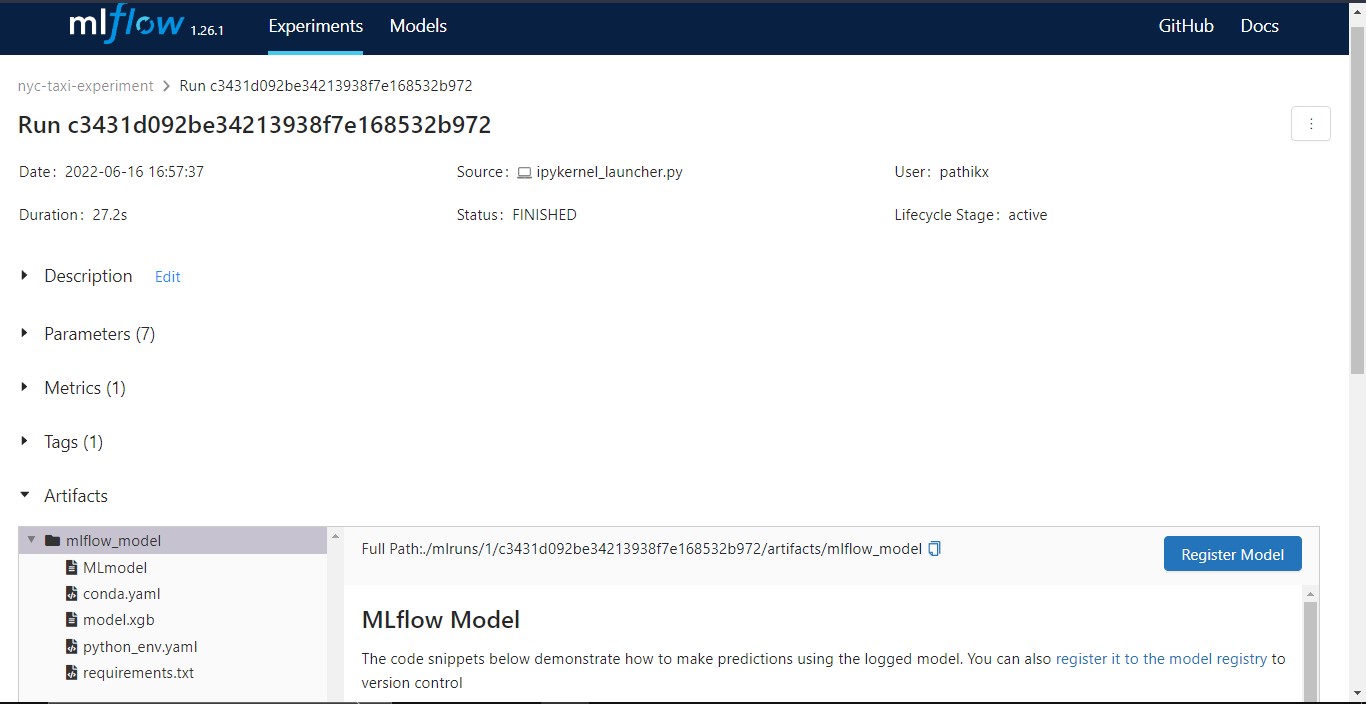 mlflow 1.26.1 Experiments Models GitHub Docs
nyc-taxi-experiment > Run c3431d092be34213938f7e168532b972
Run c3431d092be34213938f7e168532b972
Date: 2022-06-16 16:57:37 Source: ipykernel_launcher.py User: pathikx
Duration: 27.2s Status: FINISHED Lifecycle Stage: active
Description Edit
Parameters (7)
Metrics (1)
Tags (1)
Artifacts
mlflow_model
MLmodel
conda.yaml
model.xgb
python_env.yaml
requirements.txt
Full Path:./mlruns/1/c3431d092be34213938f7e168532b972/artifacts/mlflow_model
Register Model
MLflow Model
The code snippets below demonstrate how to make predictions using the logged model. You can also register it to the model registry to
version control